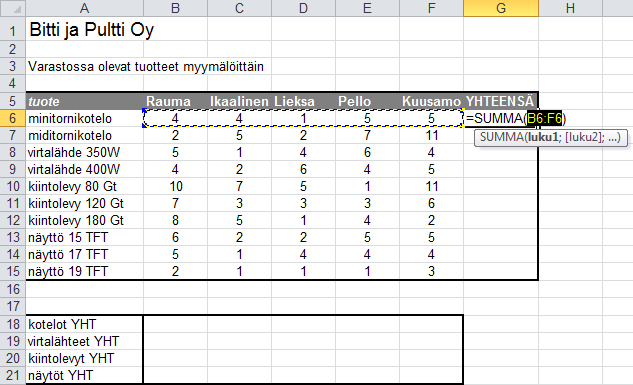 A B C D E F G H
1 Bitti ja Pultti Oy
2
3 Varastossa olevat tuotteet myymälöittäin
4
5 tuote Rauma Ikaalinen Lieksa Pello Kuusamo YHTEENSÄ
6 minitornikotelo 4 4 1 5 5 =SUMMA(B6:F6)
7 miditornikotelo 2 5 2 7 11
SUMMA(luku1; [luku2]; ...)
8 virtalähde 350W 5 1 4 6 4
9 virtalähde 400W 4 2 6 4 5
10 kiintolevy 80 Gt 10 7 5 1 11
11 kiintolevy 120 Gt 7 3 3 3 6
12 kiintolevy 180 Gt 8 5 1 4 2
13 näyttö 15 TFT 6 2 2 5 5
14 näyttö 17 TFT 5 1 4 4 4
15 näyttö 19 TFT 2 1 1 1 3
16
17
18 kotelot YHT
19 virtalähteet YHT
20 kiintolevyt YHT
21 näytöt YHT